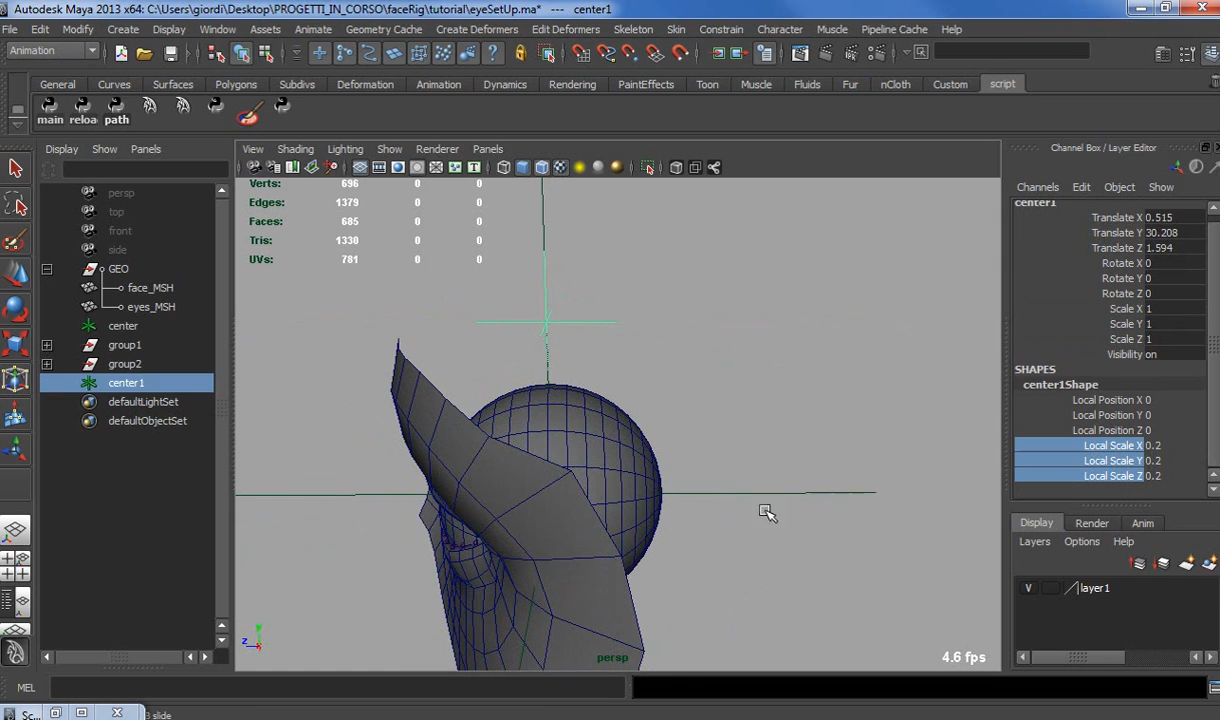 Autodesk Maya 2013 x64: C:\Users\giordi\Desktop\PROGETTI_IN_CORSO\faceRig\tutorial\eyeSetUp.ma* --- center1
File Edit Modify Create Display Window Assets Animate Geometry Cache Create Deformers Edit Deformers Skeleton Skin Constrain Character Muscle Pipeline Cache Help
Animation
General Curves Surfaces Polygons Subdivs Deformation Animation Dynamics Rendering PaintEffects Toon Muscle Fluids Fur nCloth Custom script
main reloa path
Display Show Panels
View Shading Lighting Show Renderer Panels
Channel Box / Layer Editor
Channels Edit Object Show
persp
top
front
side
GEO
face_MSH
eyes_MSH
center
group1
group2
center1
defaultLightSet
defaultObjectSet
Verts: 696 0 0
Edges: 1379 0 0
Faces: 685 0 0
Tris: 1330 0 0
UVs: 781 0 0
y
z
persp
4.6 fps
center1
Translate X 0.515
Translate Y 30.208
Translate Z 1.594
Rotate X 0
Rotate Y 0
Rotate Z 0
Scale X 1
Scale Y 1
Scale Z 1
Visibility on
SHAPES
center1Shape
Local Position X 0
Local Position Y 0
Local Position Z 0
Local Scale X 0.2
Local Scale Y 0.2
Local Scale Z 0.2
Display Render Anim
Layers Options Help
V layer1
MEL
Sc...
slide